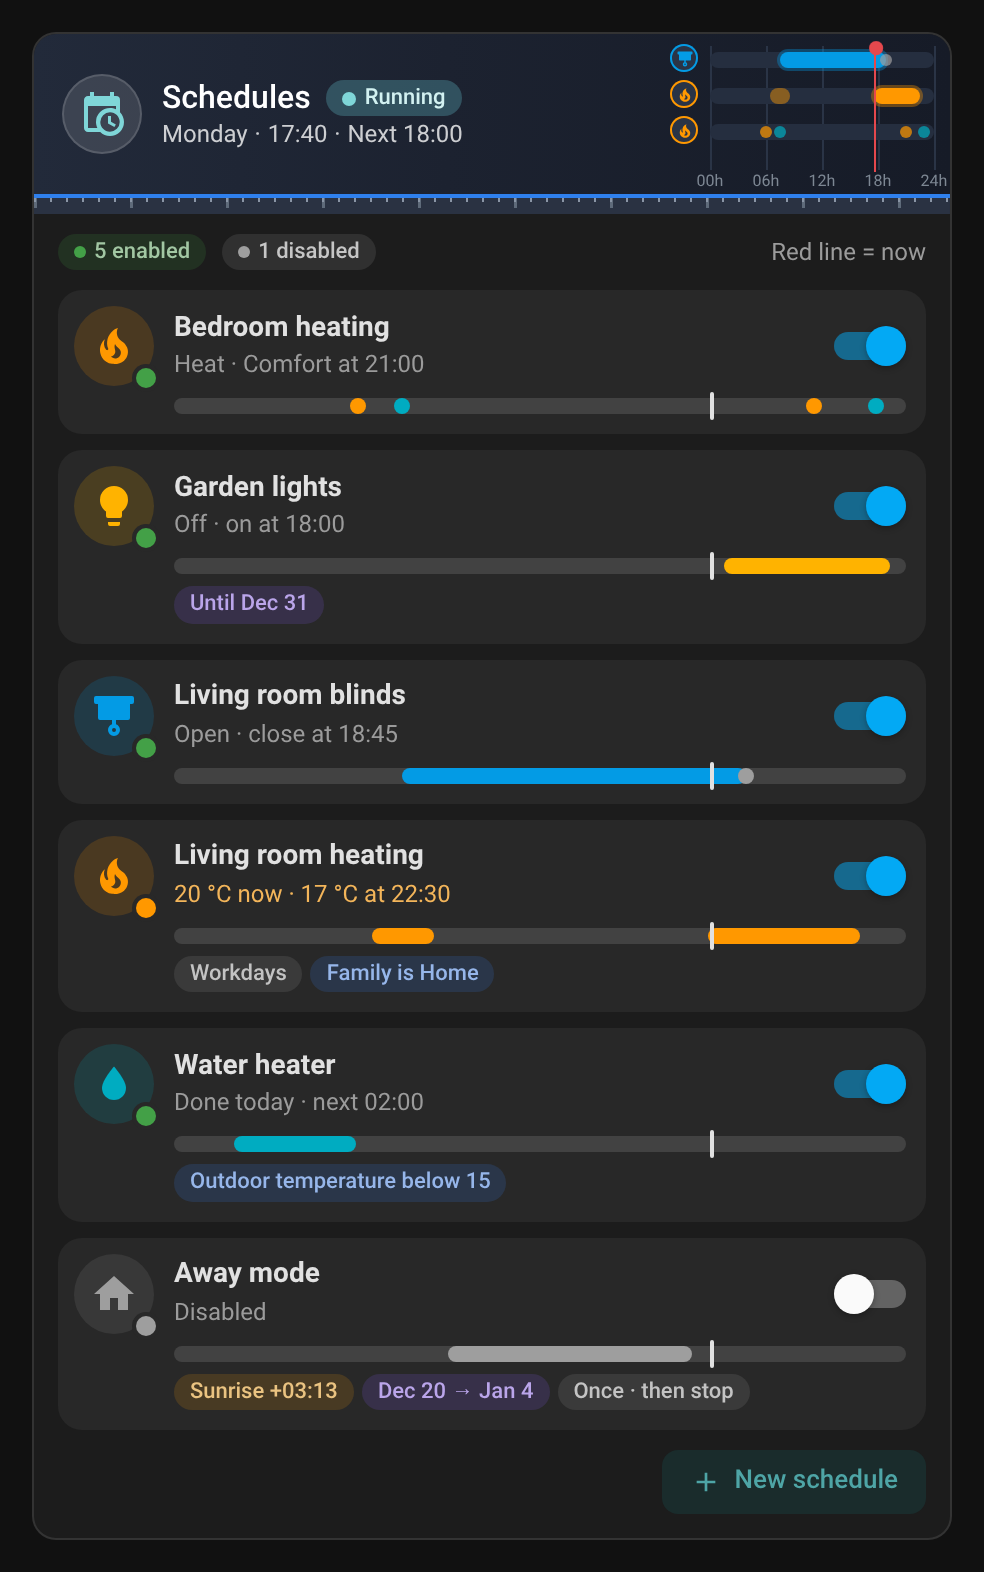 Schedules
Running
Monday · 17:40 · Next 18:00
00h 06h 12h 18h 24h
5 enabled
1 disabled
Red line = now
Bedroom heating
Heat · Comfort at 21:00
Garden lights
Off · on at 18:00
Until Dec 31
Living room blinds
Open · close at 18:45
Living room heating
20 °C now · 17 °C at 22:30
Workdays
Family is Home
Water heater
Done today · next 02:00
Outdoor temperature below 15
Away mode
Disabled
Sunrise +03:13
Dec 20 → Jan 4
Once · then stop
+ New schedule